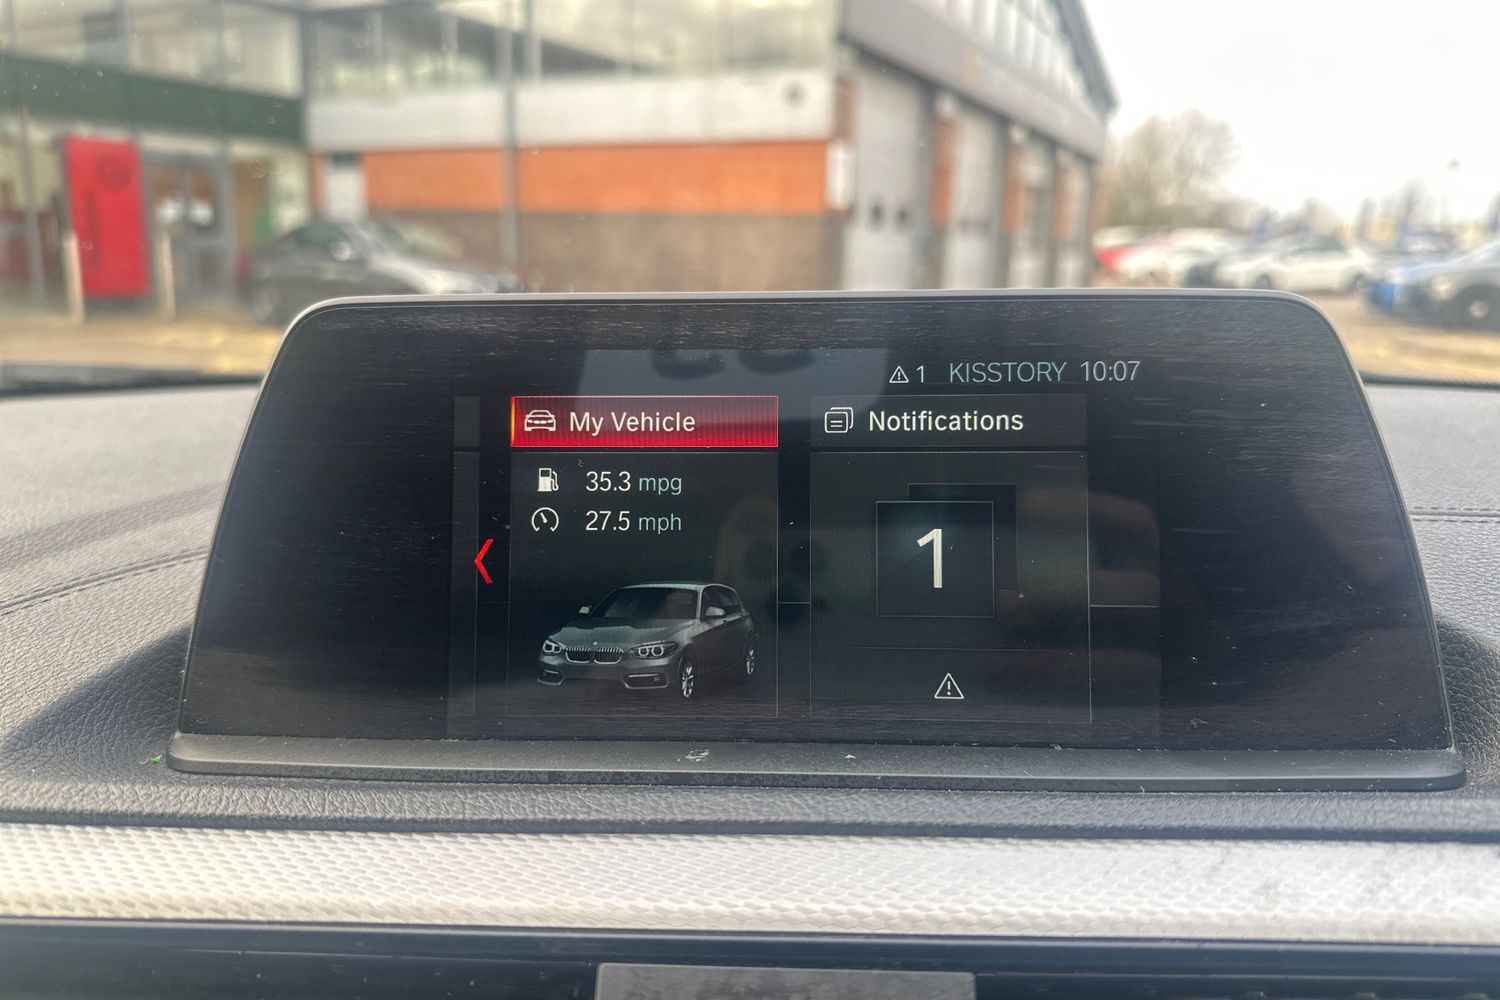 1 KISSTORY 10:07
My Vehicle
Notifications
35.3 mpg
27.5 mph
1